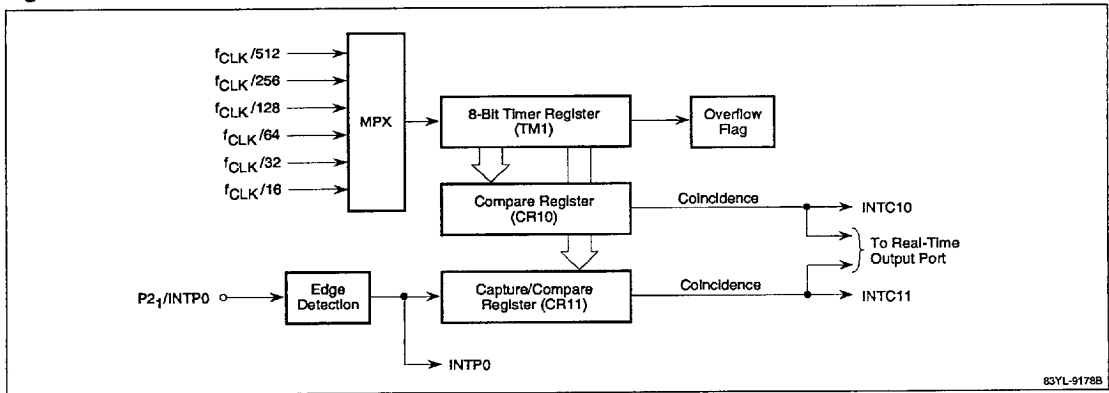 fCLK/512
fCLK/256
fCLK/128
fCLK/64
fCLK/32
fCLK/16
MPX
8-Bit Timer Register
(TM1)
Overflow
Flag
Compare Register
(CR10)
Coincidence
INTC10
To Real-Time
Output Port
P21/INTP0
Edge
Detection
Capture/Compare
Register (CR11)
Coincidence
INTC11
INTP0
83YL-9178B